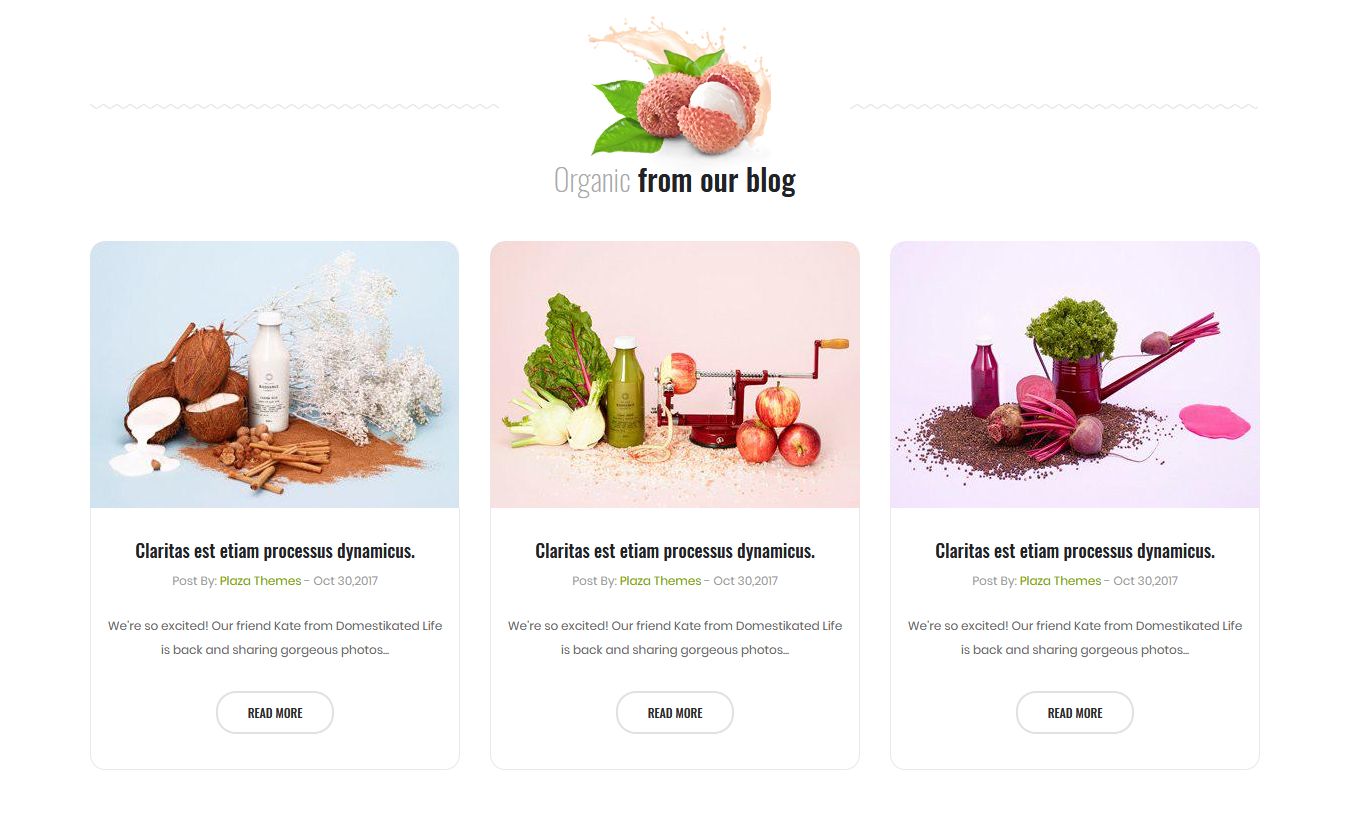 Organic from our blog
Claritas est etiam processus dynamicus.
Post By: Plaza Themes - Oct 30,2017
We're so excited! Our friend Kate from Domestikated Life
is back and sharing gorgeous photos...
READ MORE
Claritas est etiam processus dynamicus.
Post By: Plaza Themes - Oct 30,2017
We're so excited! Our friend Kate from Domestikated Life
is back and sharing gorgeous photos...
READ MORE
Claritas est etiam processus dynamicus.
Post By: Plaza Themes - Oct 30,2017
We're so excited! Our friend Kate from Domestikated Life
is back and sharing gorgeous photos...
READ MORE